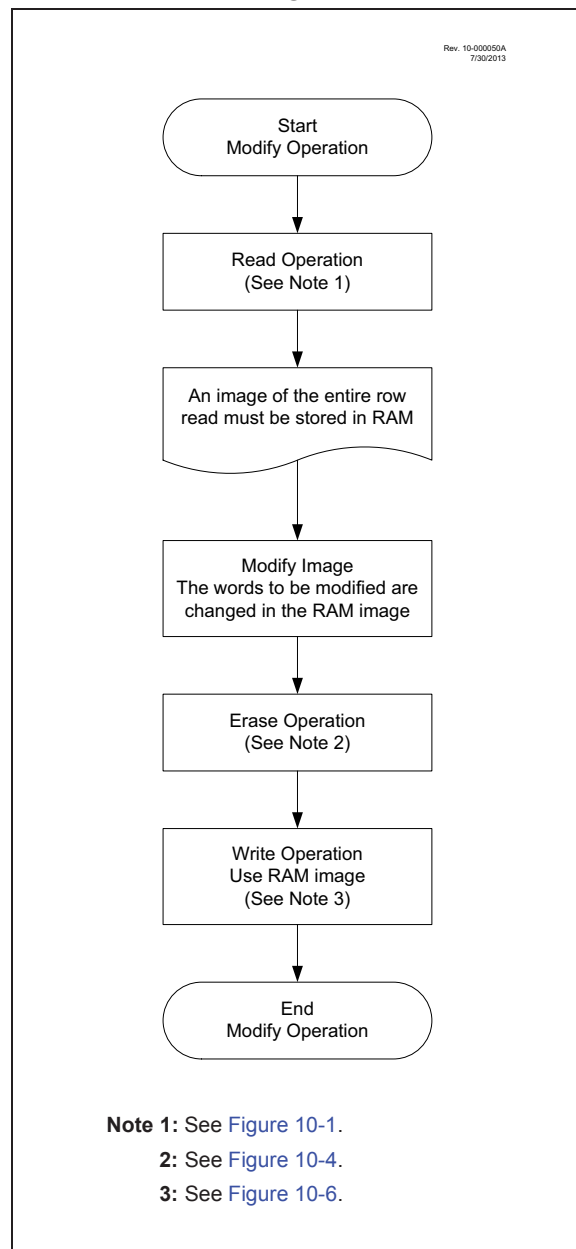 Rev. 10-000050A
7/30/2013
Start
Modify Operation
Read Operation
(See Note 1)
An image of the entire row
read must be stored in RAM
Modify Image
The words to be modified are
changed in the RAM image
Erase Operation
(See Note 2)
Write Operation
Use RAM image
(See Note 3)
End
Modify Operation
Note 1: See Figure 10-1.
2: See Figure 10-4.
3: See Figure 10-6.